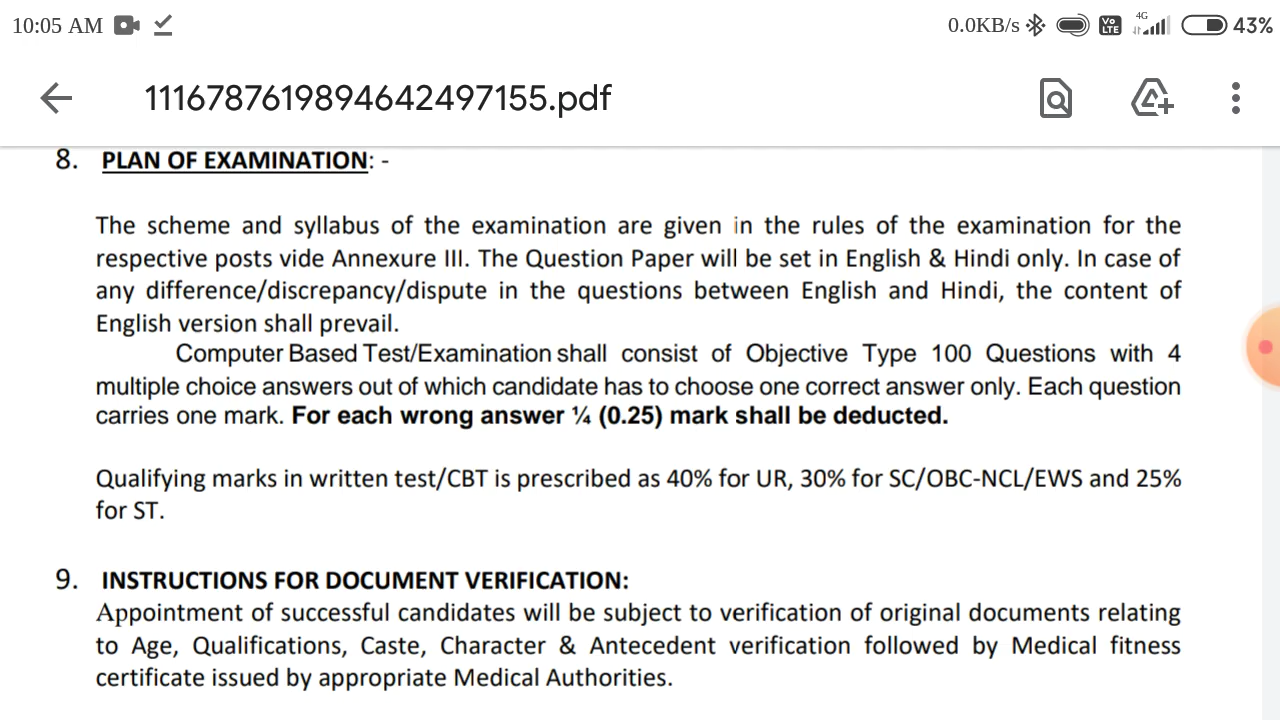 10:05 AM 0.0KB/s Vo LTE 4G 43%
1116787619894642497155.pdf
8. PLAN OF EXAMINATION: -
The scheme and syllabus of the examination are given in the rules of the examination for the
respective posts vide Annexure III. The Question Paper will be set in English & Hindi only. In case of
any difference/discrepancy/dispute in the questions between English and Hindi, the content of
English version shall prevail.
Computer Based Test/Examination shall consist of Objective Type 100 Questions with 4
multiple choice answers out of which candidate has to choose one correct answer only. Each question
carries one mark. For each wrong answer ¼ (0.25) mark shall be deducted.
Qualifying marks in written test/CBT is prescribed as 40% for UR, 30% for SC/OBC-NCL/EWS and 25%
for ST.
9. INSTRUCTIONS FOR DOCUMENT VERIFICATION:
Appointment of successful candidates will be subject to verification of original documents relating
to Age, Qualifications, Caste, Character & Antecedent verification followed by Medical fitness
certificate issued by appropriate Medical Authorities.